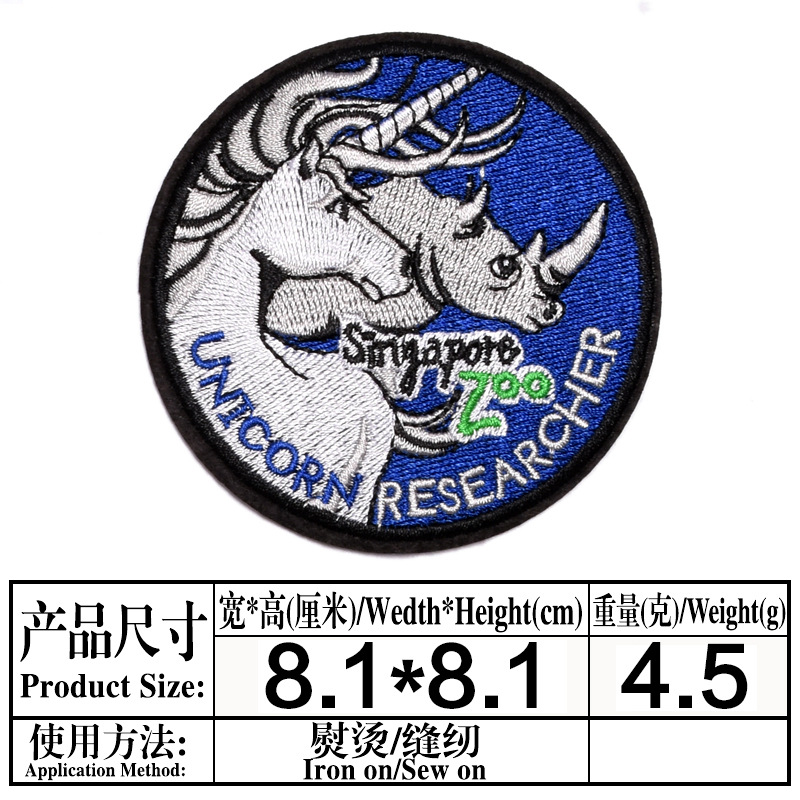 Singapore
Zoo
UNICORN RESEARCHER
产品尺寸
Product Size:
宽*高(厘米)/Wedth*Height(cm)
重量(克)/Weight(g)
8.1*8.1
4.5
使用方法:
Application Method:
熨烫/缝纫
Iron on/Sew on